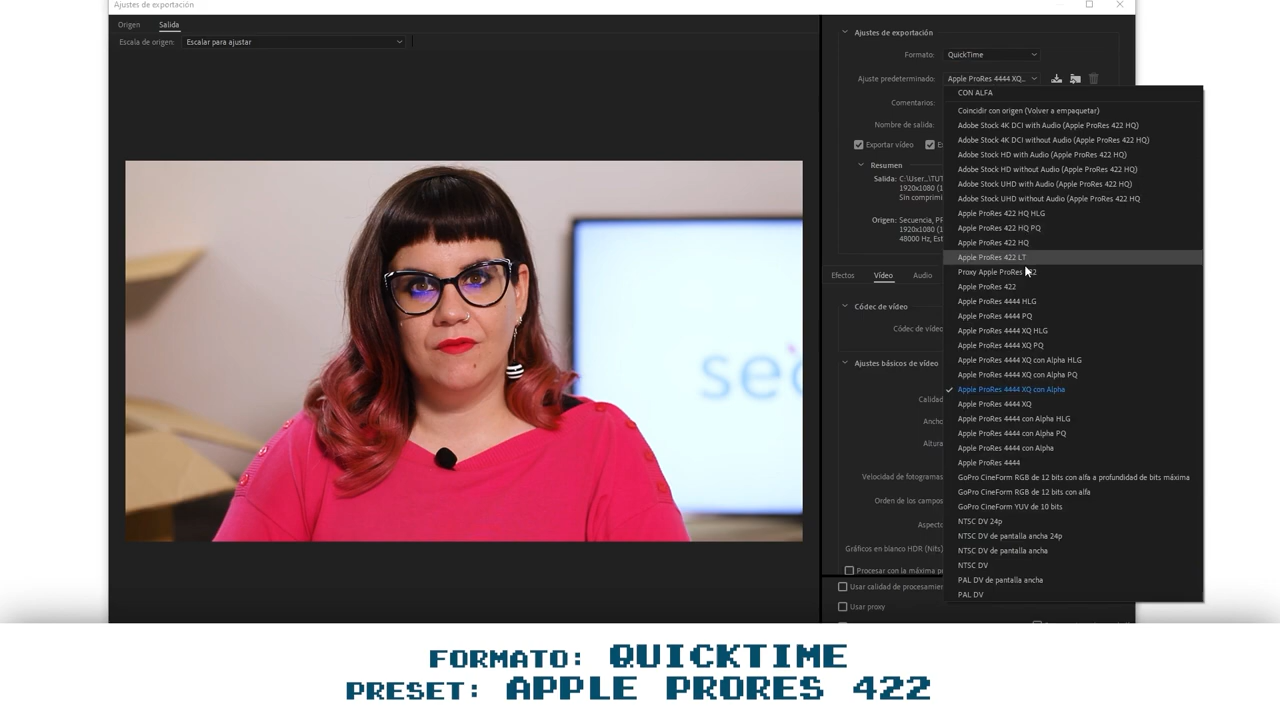 Ajustes de exportación
Origen Salida
Escala de origen: Escalar para ajustar
Ajustes de exportación
Formato: QuickTime
Ajuste predeterminado: Apple ProRes 4444 XQ...
Comentarios:
Nombre de salida:
Exportar vídeo
Resumen
Salida: C:\User...\TUT
1920x1080 (1
Sin comprimi
Origen: Secuencia, PR
1920x1080 (1
48000 Hz, Est
Efectos Vídeo Audio
Códec de vídeo
Códec de vídeo
Ajustes básicos de vídeo
Calidad
Ancho
Altura
Velocidad de fotogramas
Orden de los campos
Aspecto
Gráficos en blanco HDR (Nits)
Procesar con la máxima pr
Usar calidad de procesamien
Usar proxy
CON ALFA
Coincidir con origen (Volver a empaquetar)
Adobe Stock 4K DCI with Audio (Apple ProRes 422 HQ)
Adobe Stock 4K DCI without Audio (Apple ProRes 422 HQ)
Adobe Stock HD with Audio (Apple ProRes 422 HQ)
Adobe Stock HD without Audio (Apple ProRes 422 HQ)
Adobe Stock UHD with Audio (Apple ProRes 422 HQ)
Adobe Stock UHD without Audio (Apple ProRes 422 HQ
Apple ProRes 422 HQ HLG
Apple ProRes 422 HQ PQ
Apple ProRes 422 HQ
Apple ProRes 422 LT
Proxy Apple ProRes 422
Apple ProRes 422
Apple ProRes 4444 HLG
Apple ProRes 4444 PQ
Apple ProRes 4444 XQ HLG
Apple ProRes 4444 XQ PQ
Apple ProRes 4444 XQ con Alpha HLG
Apple ProRes 4444 XQ con Alpha PQ
Apple ProRes 4444 XQ con Alpha
Apple ProRes 4444 XQ
Apple ProRes 4444 con Alpha HLG
Apple ProRes 4444 con Alpha PQ
Apple ProRes 4444 con Alpha
Apple ProRes 4444
GoPro CineForm RGB de 12 bits con alfa a profundidad de bits máxima
GoPro CineForm RGB de 12 bits con alfa
GoPro CineForm YUV de 10 bits
NTSC DV 24p
NTSC DV de pantalla ancha 24p
NTSC DV de pantalla ancha
NTSC DV
PAL DV de pantalla ancha
PAL DV
FORMATO: QUICKTIME
PRESET: APPLE PRORES 422